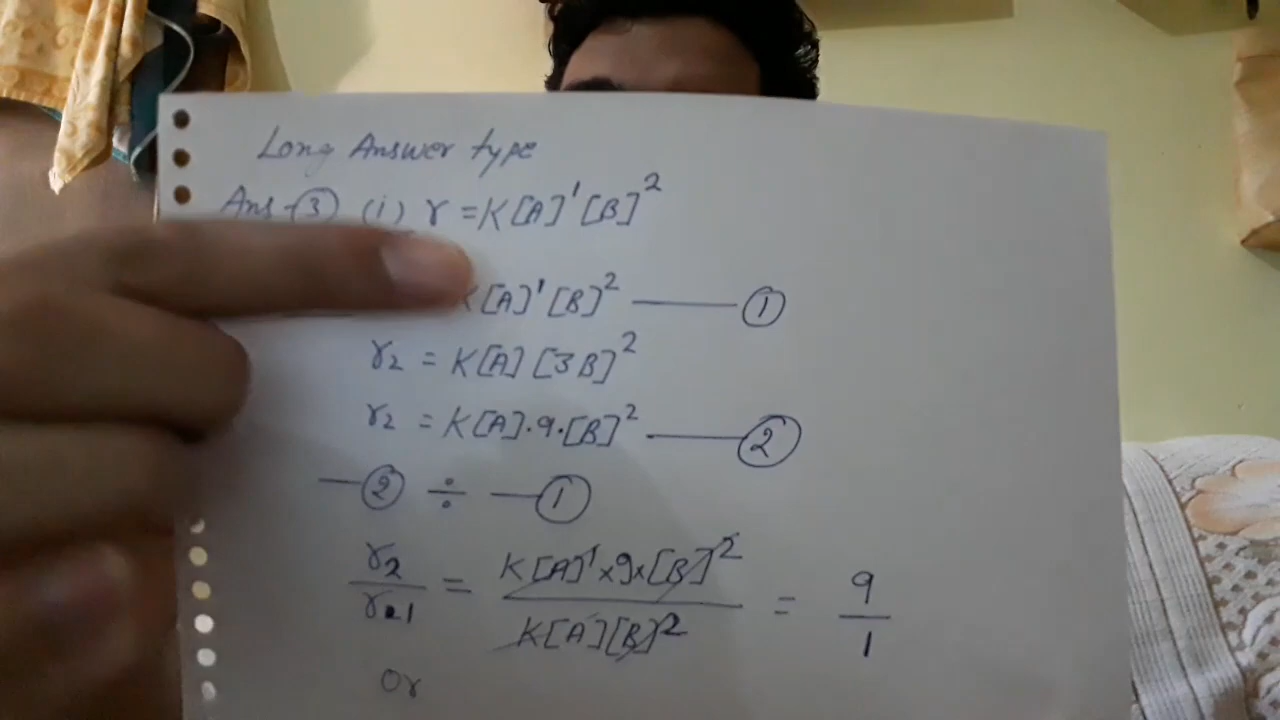 Long Answer type
Ans-③ (i) r = K[A]¹[B]²
K[A]¹[B]² —— ①
r₂ = K[A][3B]²
r₂ = K[A]·9·[B]² —— ②
—② ÷ —①
r₂/r₁ = K[A]¹×9×[B]²/K[A][B]² = 9/1
Or